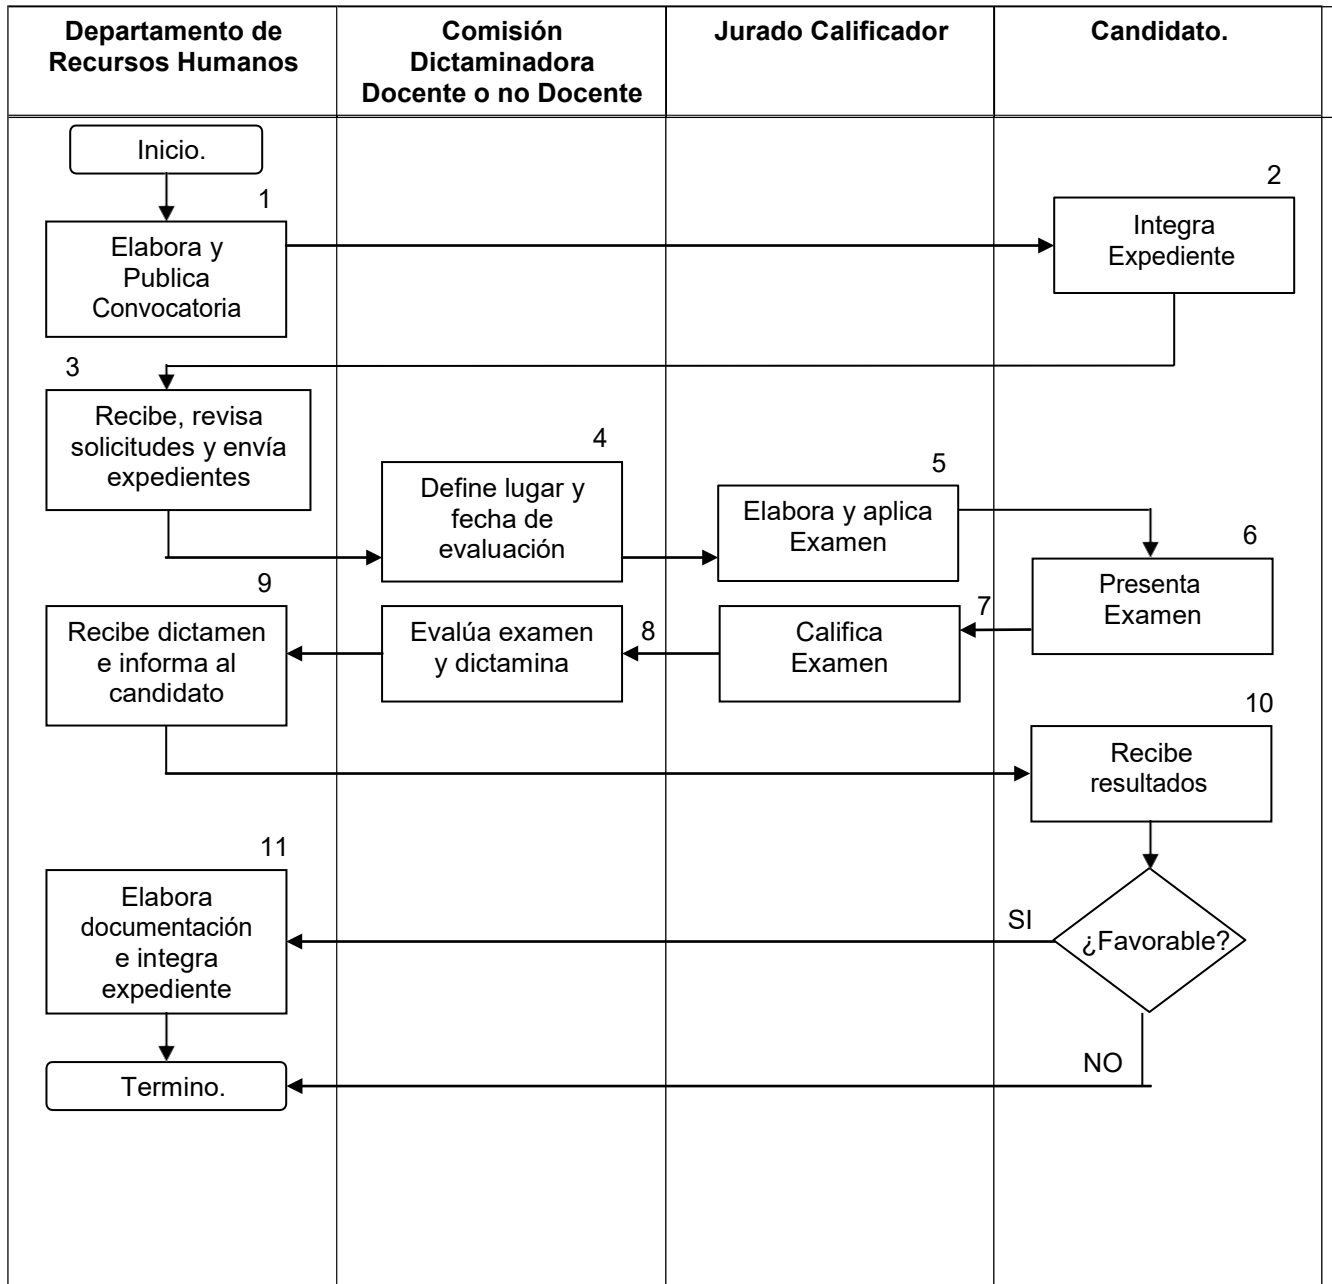 Departamento de
Recursos Humanos
Comisión
Dictaminadora
Docente o no Docente
Jurado Calificador
Candidato.
Inicio.
1
Elabora y
Publica
Convocatoria
2
Integra
Expediente
3
Recibe, revisa
solicitudes y envía
expedientes
4
Define lugar y
fecha de
evaluación
5
Elabora y aplica
Examen
6
Presenta
Examen
7
Califica
Examen
8
Evalúa examen
y dictamina
9
Recibe dictamen
e informa al
candidato
10
Recibe
resultados
¿Favorable?
SI
NO
11
Elabora
documentación
e integra
expediente
Termino.